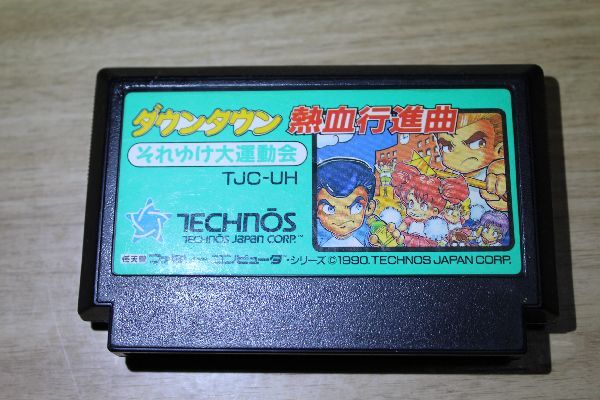 ダウンタウン 熱血行進曲
それゆけ大運動会
TJC-UH
TECHNŌS
TECHNŌS JAPAN CORP.™
任天堂 ファミリーコンピュータ・シリーズ ©1990. TECHNOS JAPAN CORP.